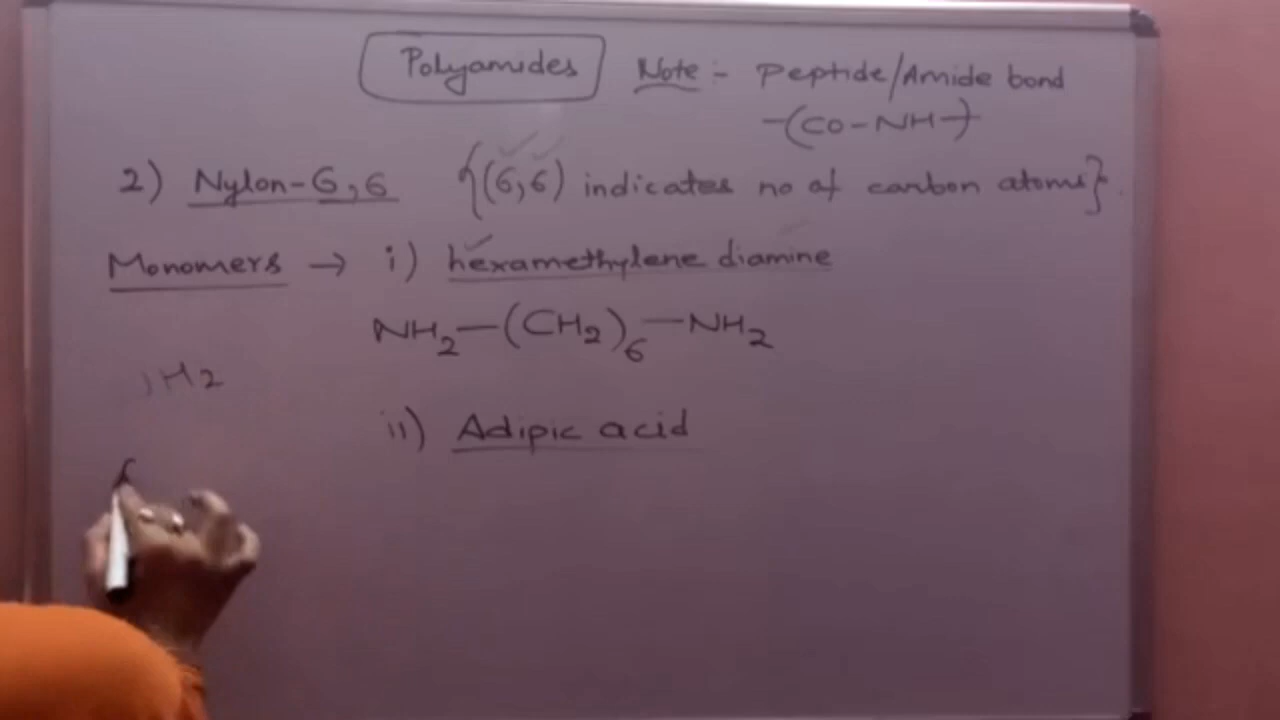 Polyamides Note :- Peptide/Amide bond
-(CO-NH-)
2) Nylon-6,6 {(6,6) indicates no of carbon atoms}.
Monomers → i) hexamethylene diamine
NH2-(CH2)6-NH2
H2
ii) Adipic acid